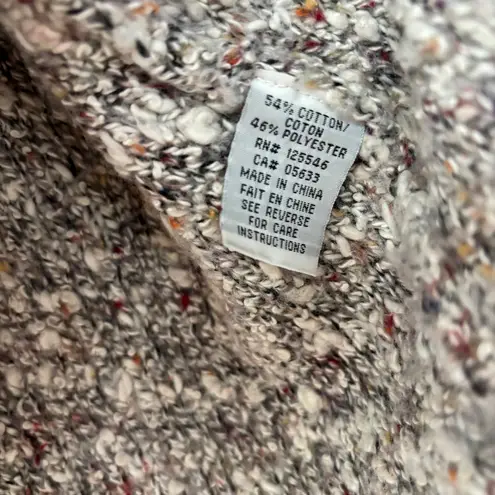 54% COTTON/
COTON
46% POLYESTER
RN# 125546
CA# 05633
MADE IN CHINA
FAIT EN CHINE
SEE REVERSE
FOR CARE
INSTRUCTIONS